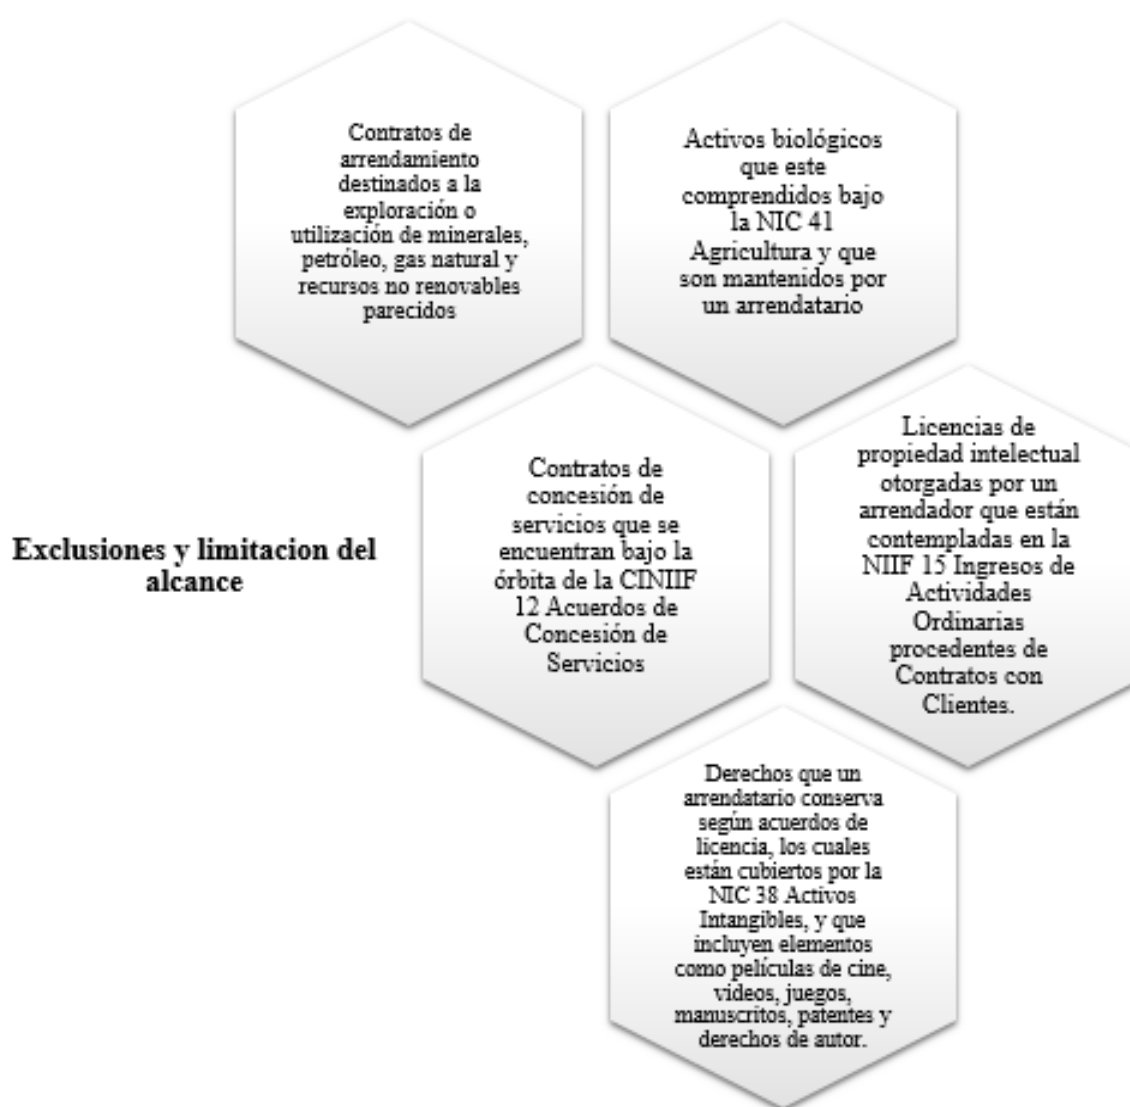 Contratos de
arrendamiento
destinados a la
exploración o
utilización de minerales,
petróleo, gas natural y
recursos no renovables
parecidos
Activos biológicos
que este
comprendidos bajo
la NIC 41
Agricultura y que
son mantenidos por
un arrendatario
Exclusiones y limitacion del
alcance
Contratos de
concesión de
servicios que se
encuentran bajo la
órbita de la CINIIF
12 Acuerdos de
Concesión de
Servicios
Licencias de
propiedad intelectual
otorgadas por un
arrendador que están
contempladas en la
NIIF 15 Ingresos de
Actividades
Ordinarias
procedentes de
Contratos con
Clientes.
Derechos que un
arrendatario conserva
según acuerdos de
licencia, los cuales
están cubiertos por la
NIC 38 Activos
Intangibles, y que
incluyen elementos
como películas de cine,
videos, juegos,
manuscritos, patentes y
derechos de autor.